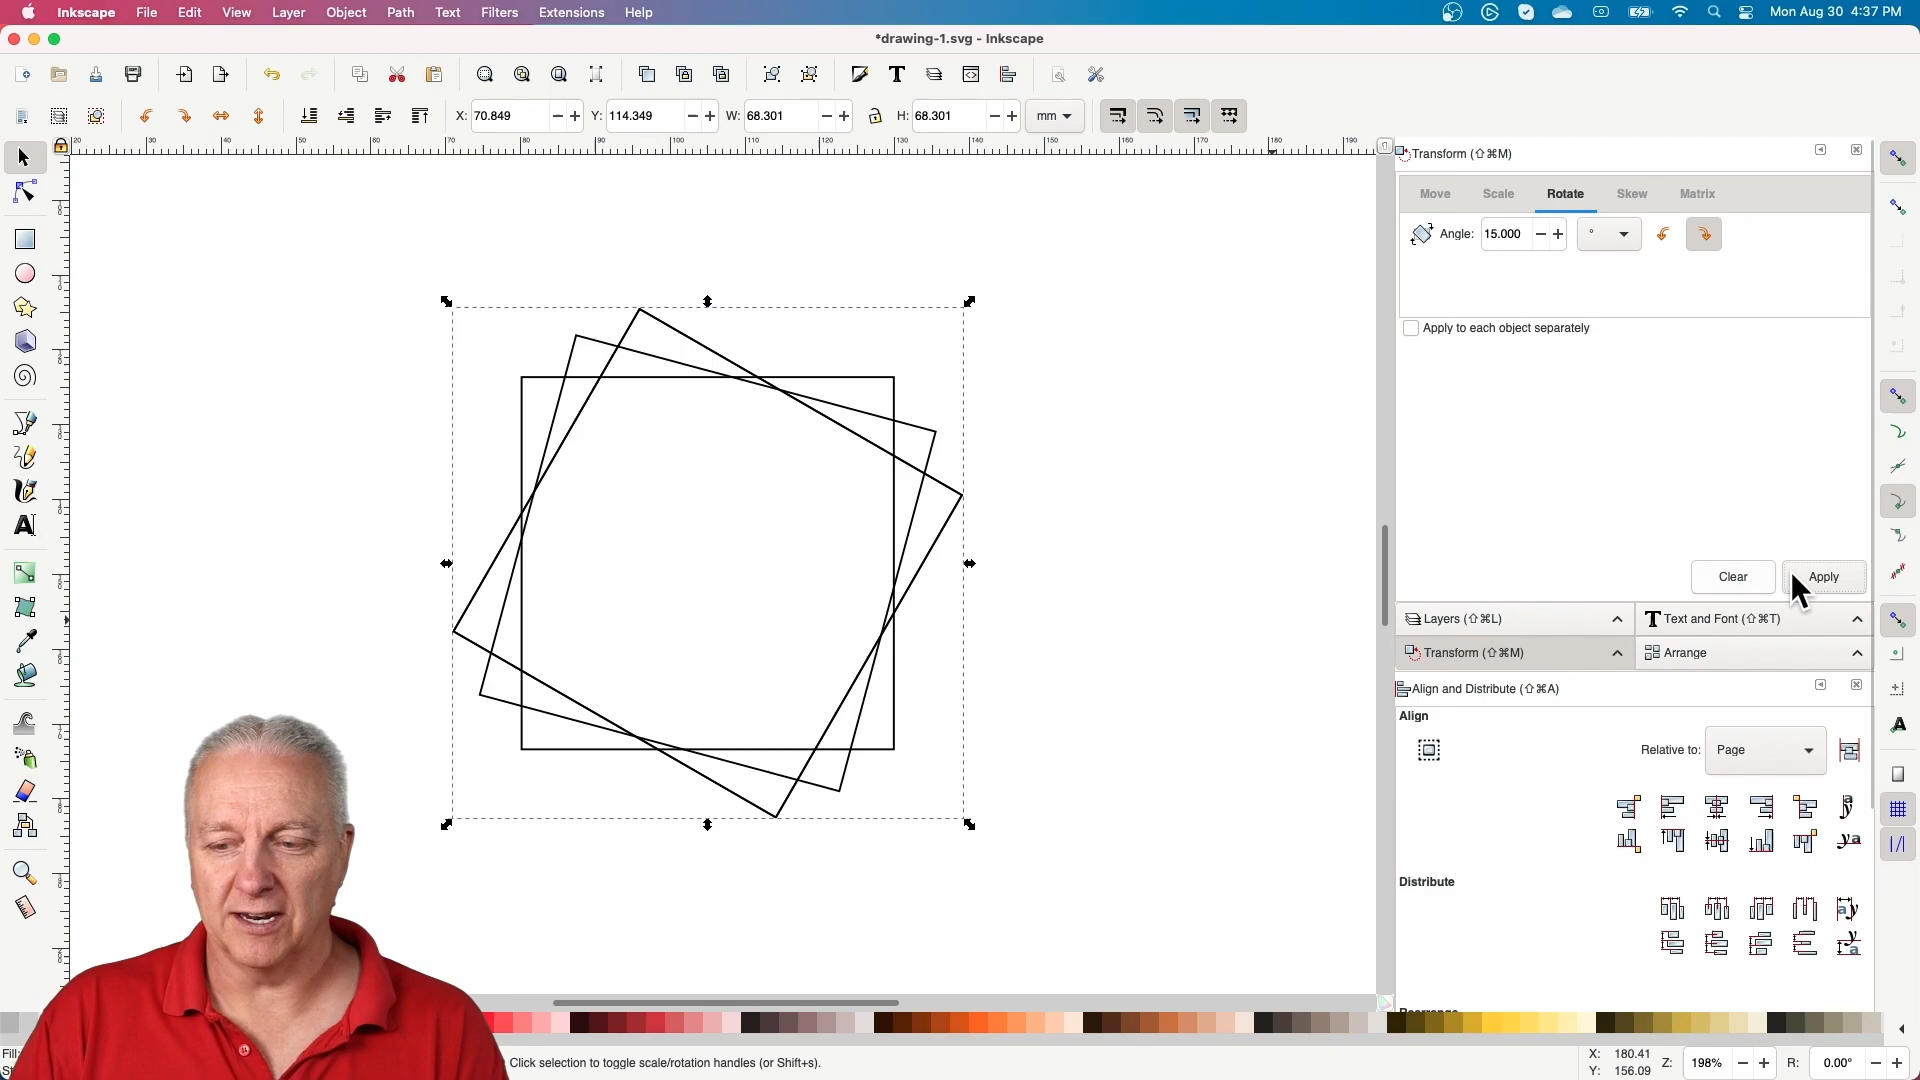 Inkscape File Edit View Layer Object Path Text Filters Extensions Help Mon Aug 30 4:37 PM
*drawing-1.svg - Inkscape
X: 70.849 Y: 114.349 W: 68.301 H: 68.301 mm
Transform (⇧⌘M)
Move Scale Rotate Skew Matrix
Angle: 15.000 °
Apply to each object separately
Clear Apply
Layers (⇧⌘L) Text and Font (⇧⌘T)
Transform (⇧⌘M) Arrange
Align and Distribute (⇧⌘A)
Align
Relative to: Page
Distribute
Fill:
Click selection to toggle scale/rotation handles (or Shift+s).
X: 180.41
Y: 156.09
Z: 198% R: 0.00°